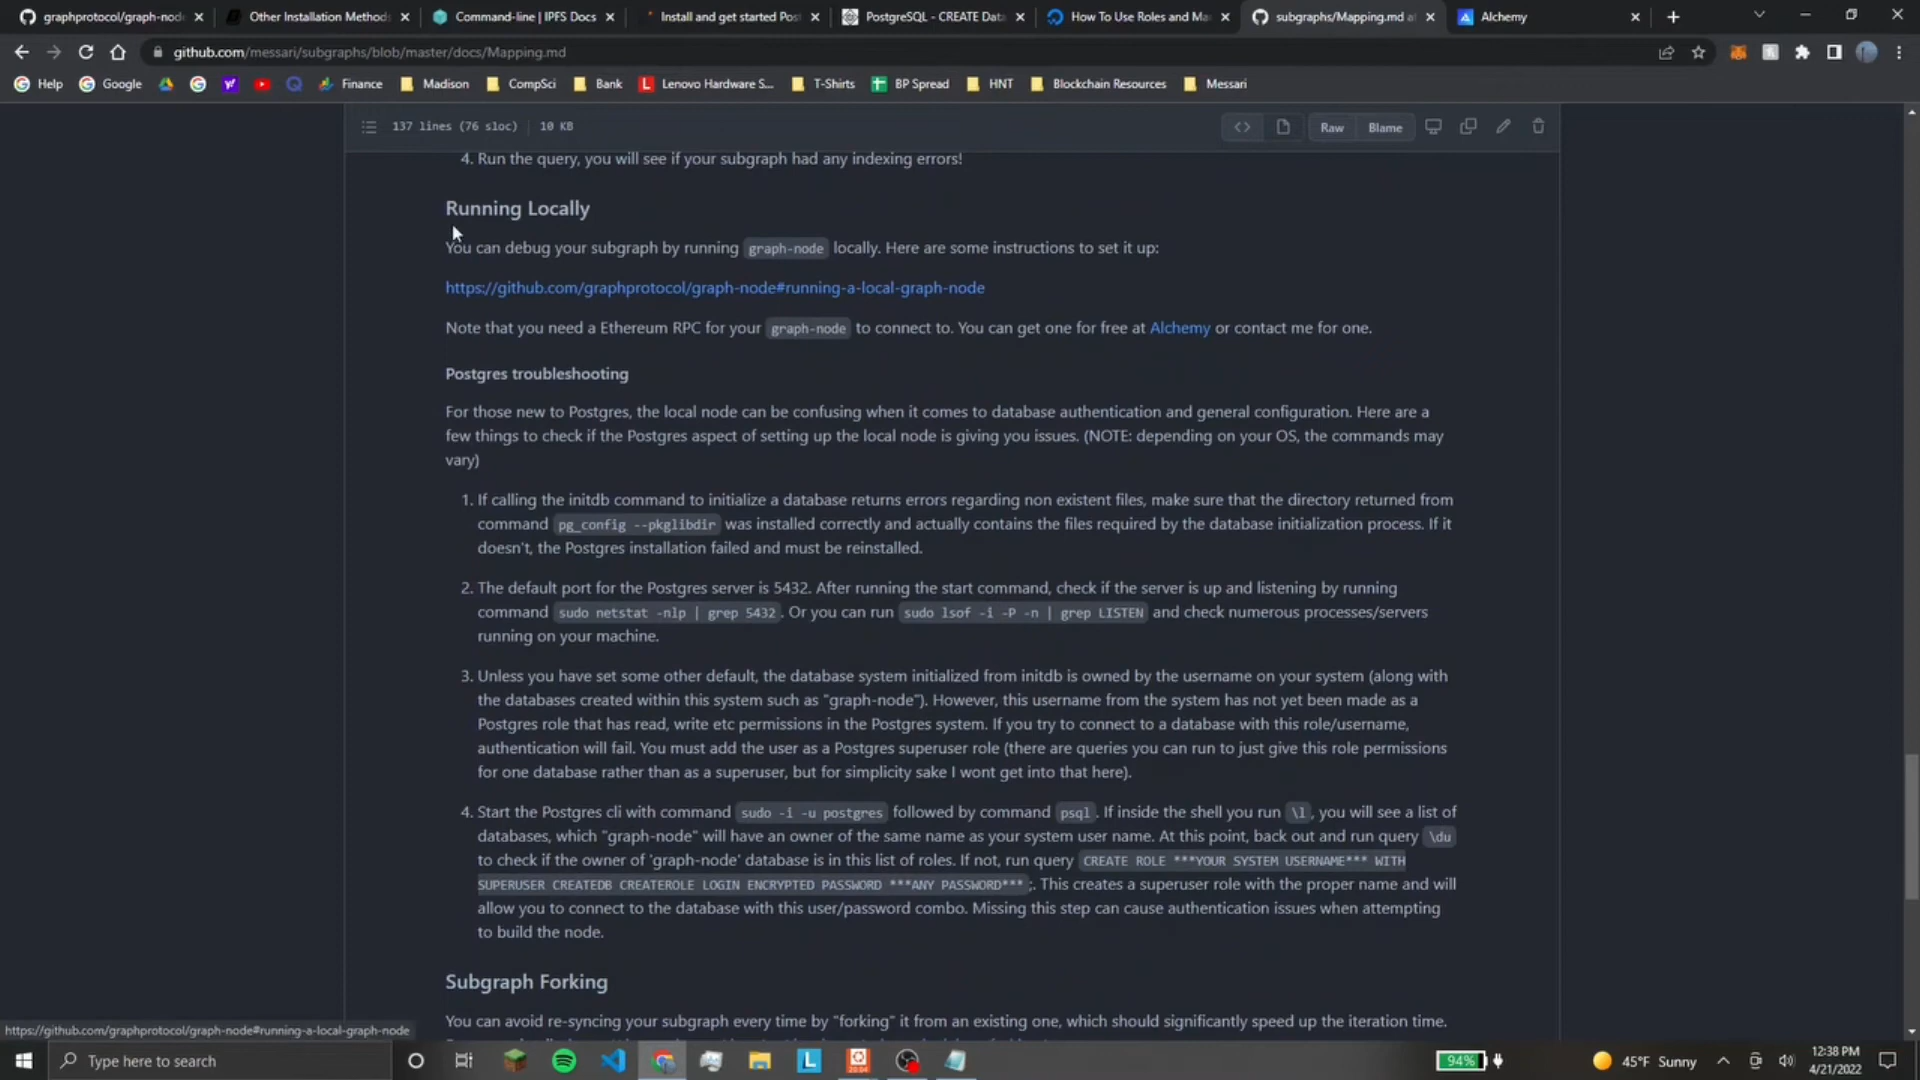 graphprotocol/graph-nod
Other Installation Methods
Command-line | IPFS Docs
Install and get started Pos
PostgreSQL - CREATE Data
How To Use Roles and Ma
subgraphs/Mapping.md a
Alchemy
github.com/messari/subgraphs/blob/master/docs/Mapping.md
Help
Google
Finance
Madison
CompSci
Bank
Lenovo Hardware S...
T-Shirts
BP Spread
HNT
Blockchain Resources
Messari
137 lines (76 sloc)
10 KB
Raw
Blame
4. Run the query, you will see if your subgraph had any indexing errors!
Running Locally
You can debug your subgraph by running graph-node locally. Here are some instructions to set it up:
https://github.com/graphprotocol/graph-node#running-a-local-graph-node
Note that you need a Ethereum RPC for your graph-node to connect to. You can get one for free at Alchemy or contact me for one.
Postgres troubleshooting
For those new to Postgres, the local node can be confusing when it comes to database authentication and general configuration. Here are a
few things to check if the Postgres aspect of setting up the local node is giving you issues. (NOTE: depending on your OS, the commands may
vary)
1. If calling the initdb command to initialize a database returns errors regarding non existent files, make sure that the directory returned from
command pg_config --pkglibdir was installed correctly and actually contains the files required by the database initialization process. If it
doesn't, the Postgres installation failed and must be reinstalled.
2. The default port for the Postgres server is 5432. After running the start command, check if the server is up and listening by running
command sudo netstat -nlp | grep 5432. Or you can run sudo lsof -i -P -n | grep LISTEN and check numerous processes/servers
running on your machine.
3. Unless you have set some other default, the database system initialized from initdb is owned by the username on your system (along with
the databases created within this system such as "graph-node"). However, this username from the system has not yet been made as a
Postgres role that has read, write etc permissions in the Postgres system. If you try to connect to a database with this role/username,
authentication will fail. You must add the user as a Postgres superuser role (there are queries you can run to just give this role permissions
for one database rather than as a superuser, but for simplicity sake I wont get into that here).
4. Start the Postgres cli with command sudo -i -u postgres followed by command psql. If inside the shell you run \l, you will see a list of
databases, which "graph-node" will have an owner of the same name as your system user name. At this point, back out and run query \du
to check if the owner of 'graph-node' database is in this list of roles. If not, run query CREATE ROLE ***YOUR SYSTEM USERNAME*** WITH
SUPERUSER CREATEDB CREATEROLE LOGIN ENCRYPTED PASSWORD ***ANY PASSWORD*** ;. This creates a superuser role with the proper name and will
allow you to connect to the database with this user/password combo. Missing this step can cause authentication issues when attempting
to build the node.
Subgraph Forking
You can avoid re-syncing your subgraph every time by "forking" it from an existing one, which should significantly speed up the iteration time.
https://github.com/graphprotocol/graph-node#running-a-local-graph-node
Type here to search
94%
45°F Sunny
12:38 PM
4/21/2022